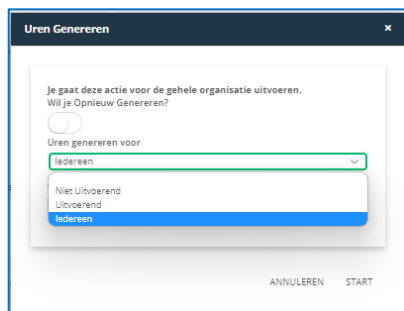 Uren Genereren ×
Je gaat deze actie voor de gehele organisatie uitvoeren.
Wil je Opnieuw Genereren?
Uren genereren voor
Iedereen
Niet Uitvoerend
Uitvoerend
Iedereen
ANNULEREN START